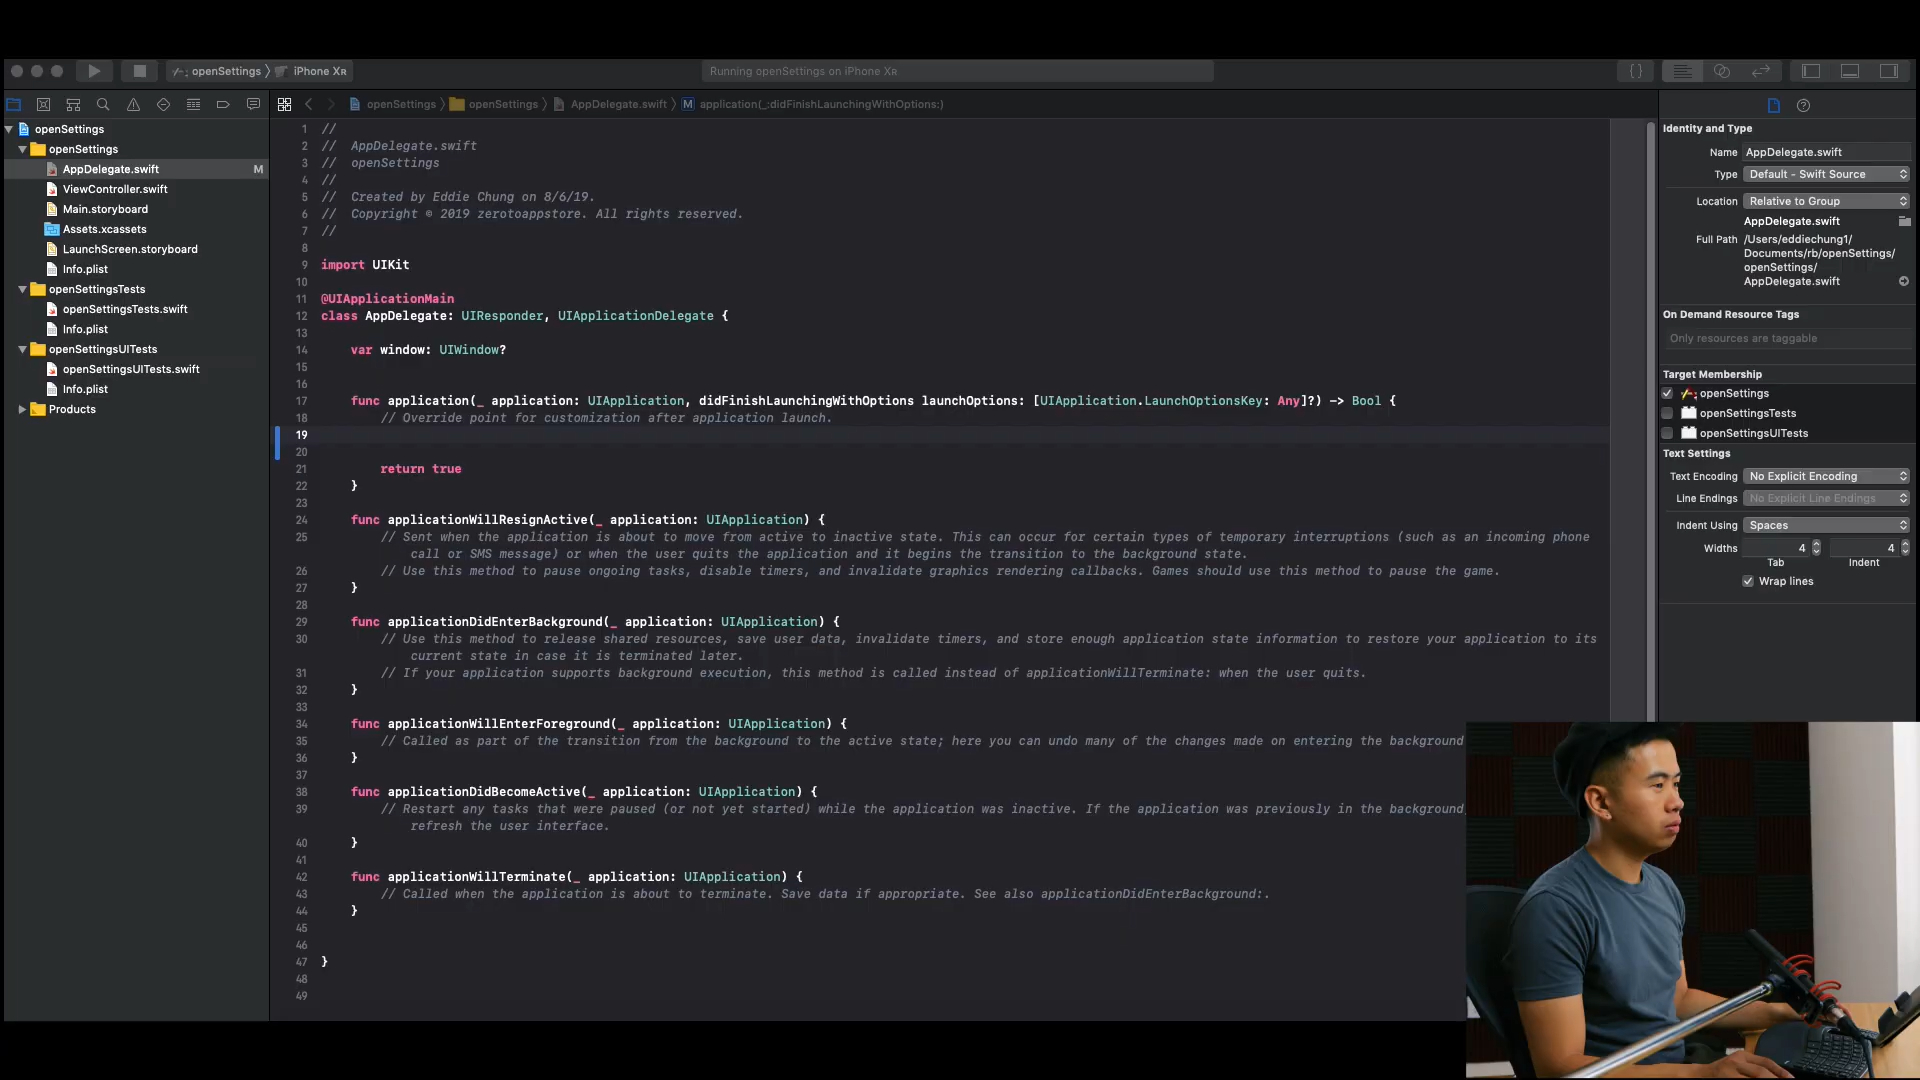 openSettings
iPhone XR
Running openSettings on iPhone XR
{ }
openSettings
openSettings
AppDelegate.swift
M
application(_:didFinishLaunchingWithOptions:)
openSettings
openSettings
AppDelegate.swift
M
ViewController.swift
Main.storyboard
Assets.xcassets
LaunchScreen.storyboard
Info.plist
openSettingsTests
openSettingsTests.swift
Info.plist
openSettingsUITests
openSettingsUITests.swift
Info.plist
Products
1 //
2 // AppDelegate.swift
3 // openSettings
4 //
5 // Created by Eddie Chung on 8/6/19.
6 // Copyright © 2019 zerotoappstore. All rights reserved.
7 //
8
9 import UIKit
10
11 @UIApplicationMain
12 class AppDelegate: UIResponder, UIApplicationDelegate {
13
14 var window: UIWindow?
15
16
17 func application(_ application: UIApplication, didFinishLaunchingWithOptions launchOptions: [UIApplication.LaunchOptionsKey: Any]?) -> Bool {
18 // Override point for customization after application launch.
19
20
21 return true
22 }
23
24 func applicationWillResignActive(_ application: UIApplication) {
25 // Sent when the application is about to move from active to inactive state. This can occur for certain types of temporary interruptions (such as an incoming phone
call or SMS message) or when the user quits the application and it begins the transition to the background state.
26 // Use this method to pause ongoing tasks, disable timers, and invalidate graphics rendering callbacks. Games should use this method to pause the game.
27 }
28
29 func applicationDidEnterBackground(_ application: UIApplication) {
30 // Use this method to release shared resources, save user data, invalidate timers, and store enough application state information to restore your application to its
current state in case it is terminated later.
31 // If your application supports background execution, this method is called instead of applicationWillTerminate: when the user quits.
32 }
33
34 func applicationWillEnterForeground(_ application: UIApplication) {
35 // Called as part of the transition from the background to the active state; here you can undo many of the changes made on entering the background
36 }
37
38 func applicationDidBecomeActive(_ application: UIApplication) {
39 // Restart any tasks that were paused (or not yet started) while the application was inactive. If the application was previously in the background
refresh the user interface.
40 }
41
42 func applicationWillTerminate(_ application: UIApplication) {
43 // Called when the application is about to terminate. Save data if appropriate. See also applicationDidEnterBackground:.
44 }
45
46
47 }
48
49
Identity and Type
Name AppDelegate.swift
Type Default - Swift Source
Location Relative to Group
AppDelegate.swift
Full Path /Users/eddiechung1/
Documents/rb/openSettings/
openSettings/
AppDelegate.swift
On Demand Resource Tags
Only resources are taggable
Target Membership
openSettings
openSettingsTests
openSettingsUITests
Text Settings
Text Encoding No Explicit Encoding
Line Endings No Explicit Line Endings
Indent Using Spaces
Widths 4 4
Tab Indent
Wrap lines